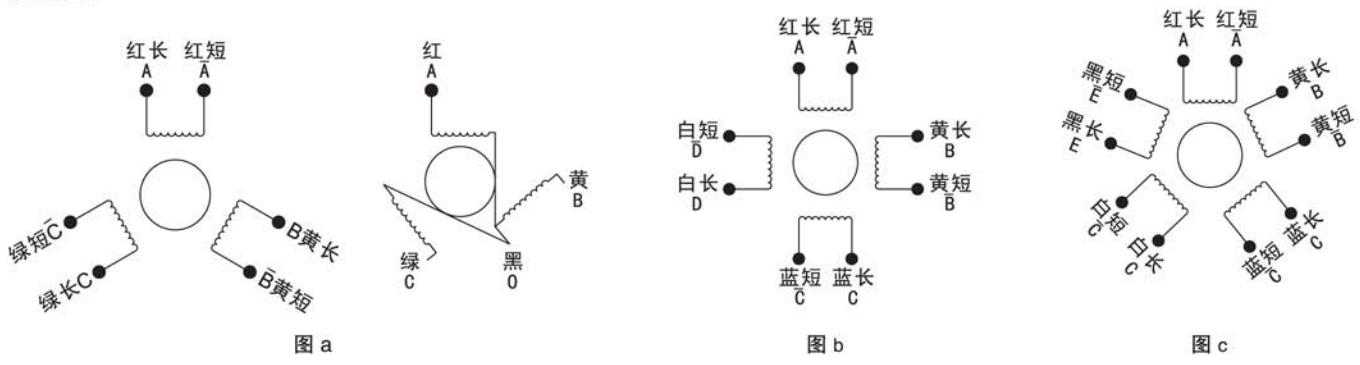 红长 红短
A Ā
绿短C̄
绿长C
B黄长
B̄黄短
红
A
黄
B
绿
C
黑
O
图 a
红长 红短
A Ā
白短
D̄
白长
D
黄长
B
黄短
B̄
蓝短 蓝长
C̄ C
图 b
红长 红短
A Ā
黑短
Ē
黑长
E
黄长
B
黄短
B̄
白短
C̄
白长
C
蓝短
C̄
蓝长
C
图 c